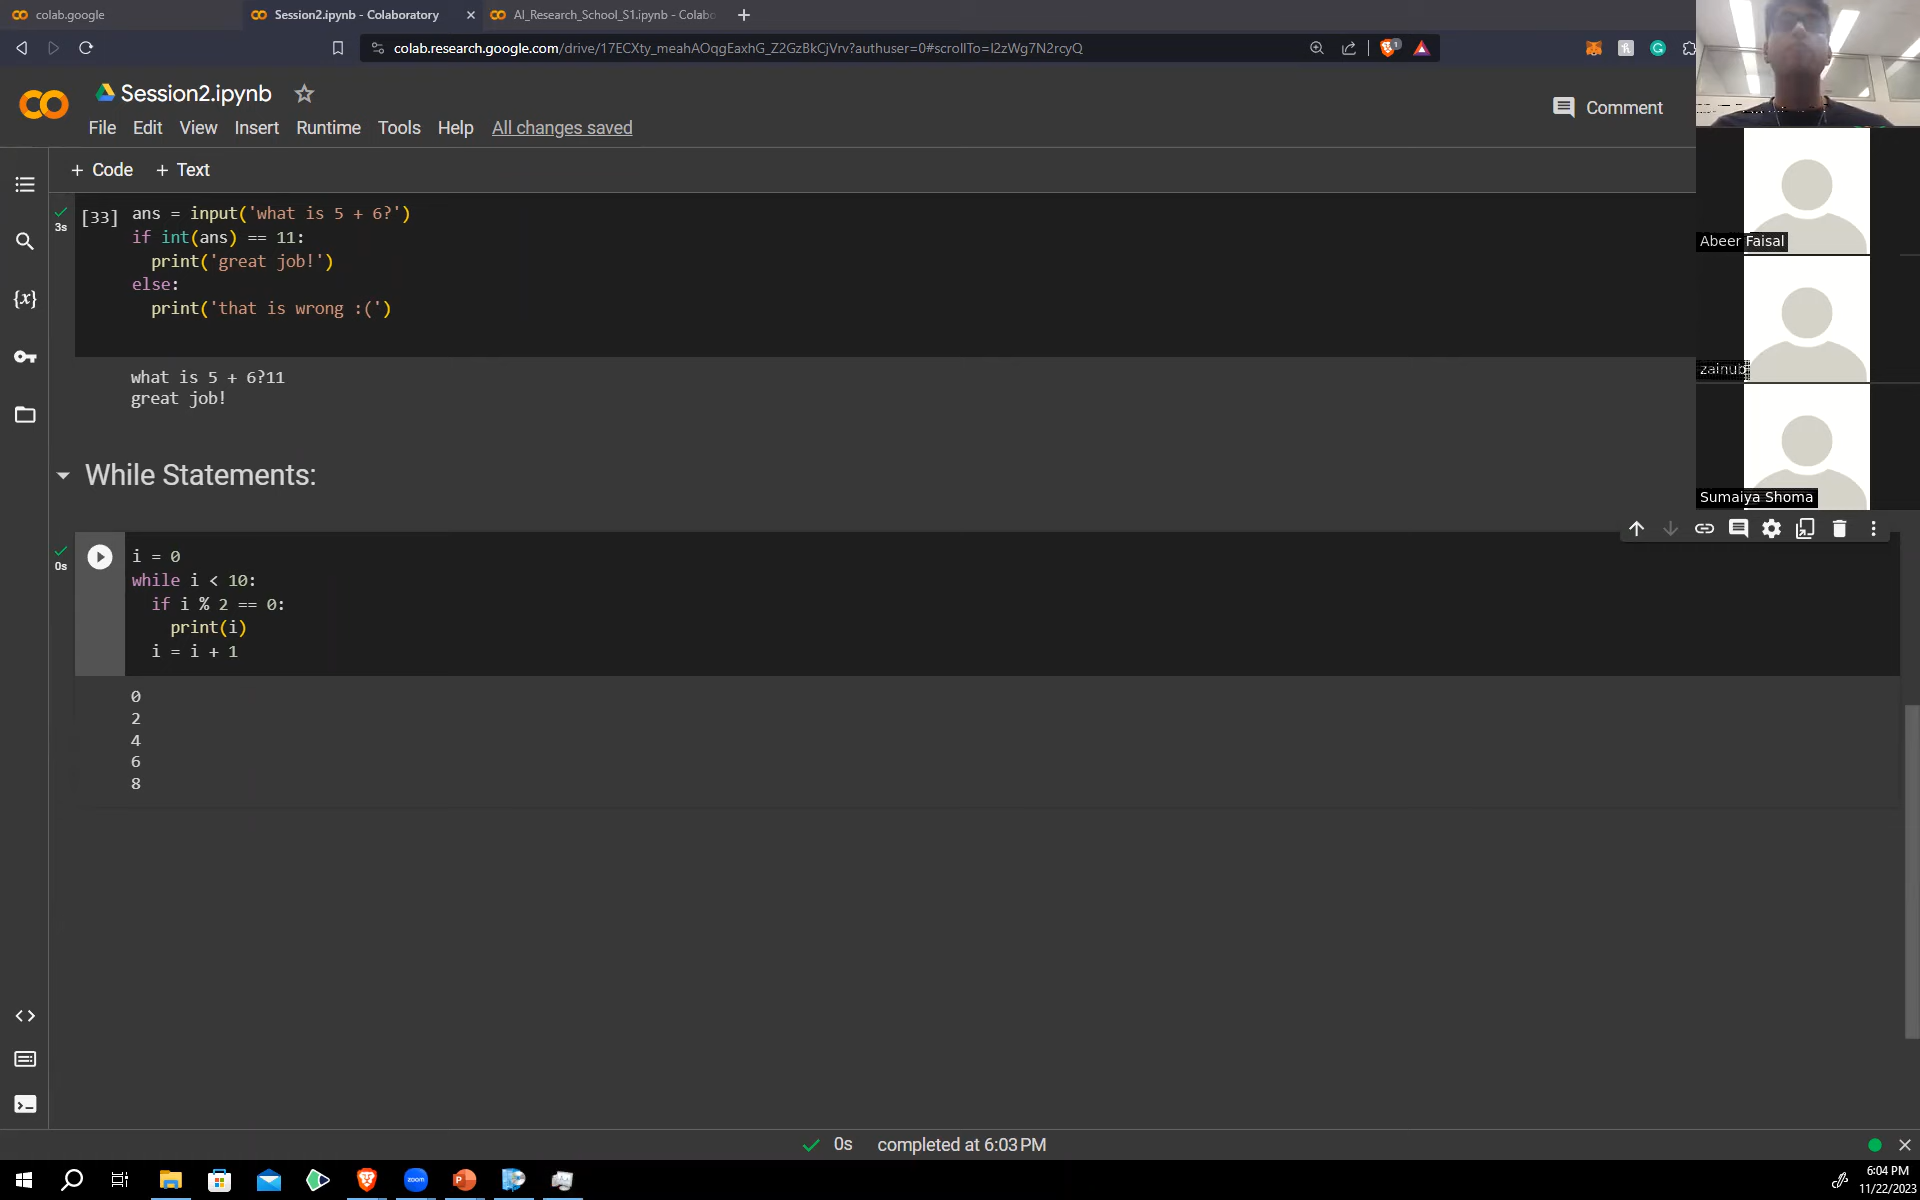 colab.google
Session2.ipynb - Colaboratory
AI_Research_School_S1.ipynb - Colabo
colab.research.google.com/drive/17ECXty_meahAOqgEaxhG_Z2GzBkCjVrv?authuser=0#scrollTo=I2zWg7N2rcyQ
Session2.ipynb
Comment
File Edit View Insert Runtime Tools Help All changes saved
+ Code + Text
[33] ans = input('what is 5 + 6?')
3s
if int(ans) == 11:
print('great job!')
else:
print('that is wrong :(')
what is 5 + 6?11
great job!
While Statements:
0s
i = 0
while i < 10:
if i % 2 == 0:
print(i)
i = i + 1
0
2
4
6
8
Abeer Faisal
zainub
Sumaiya Shoma
0s completed at 6:03 PM
6:04 PM
11/22/2023